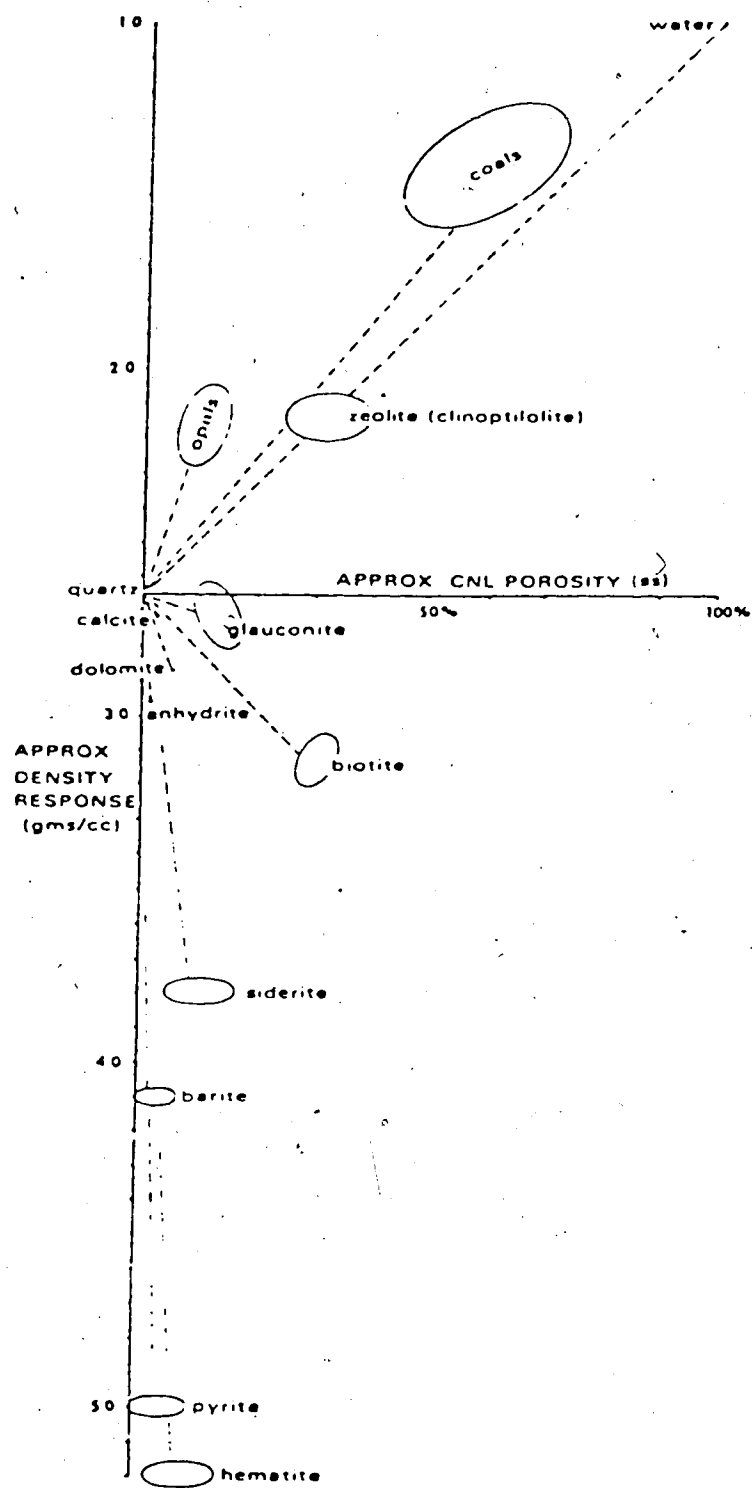 1.0
water
coals
2.0
opals
zeolite (clinoptilolite)
quartz
APPROX CNL POROSITY (ss)
50%
100%
calcite
glauconite
dolomite
3.0
anhydrite
APPROX
DENSITY
RESPONSE
(gms/cc)
biotite
siderite
4.0
barite
5.0
pyrite
hematite